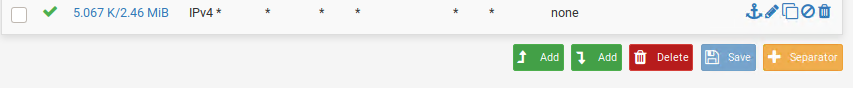 5.067 K/2.46 MiB IPv4 * * * * * * none
Add Add Delete Save Separator